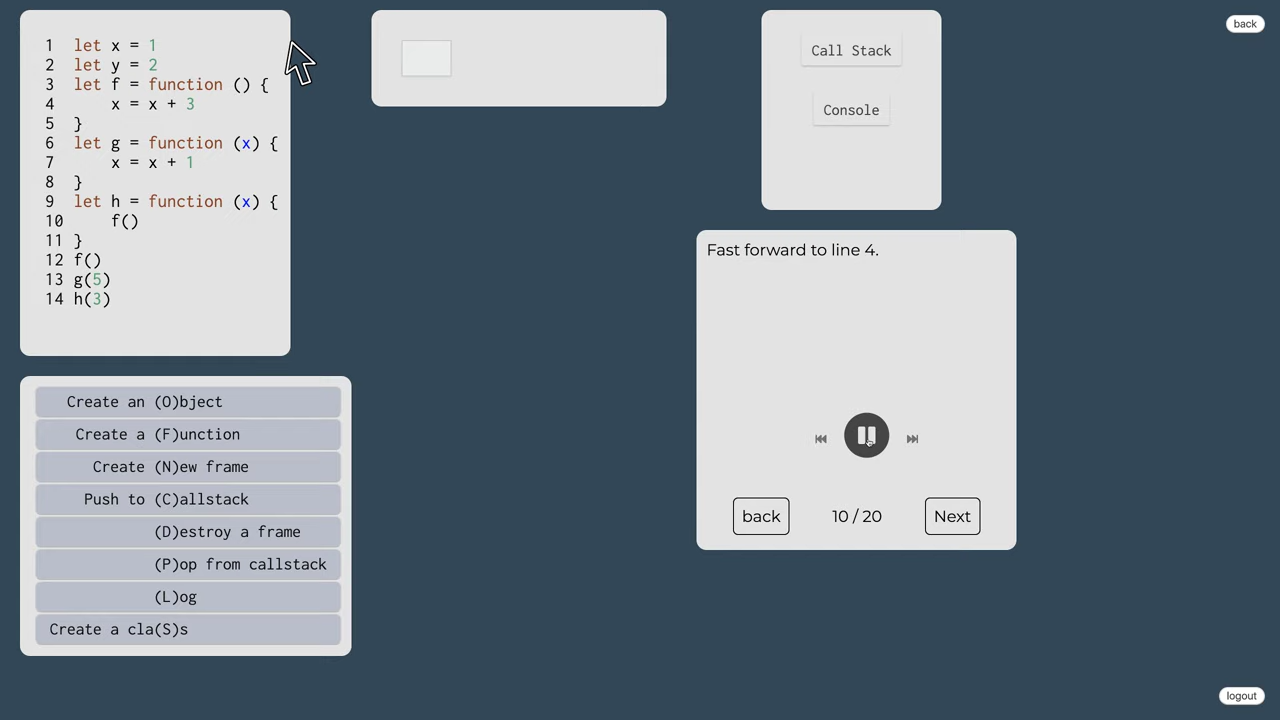 1 let x = 1
2 let y = 2
3 let f = function () {
4     x = x + 3
5 }
6 let g = function (x) {
7     x = x + 1
8 }
9 let h = function (x) {
10     f()
11 }
12 f()
13 g(5)
14 h(3)
Create an (O)bject
Create a (F)unction
Create (N)ew frame
Push to (C)allstack
(D)estroy a frame
(P)op from callstack
(L)og
Create a cla(S)s
Call Stack
Console
Fast forward to line 4.
back
10 / 20
Next
back
logout